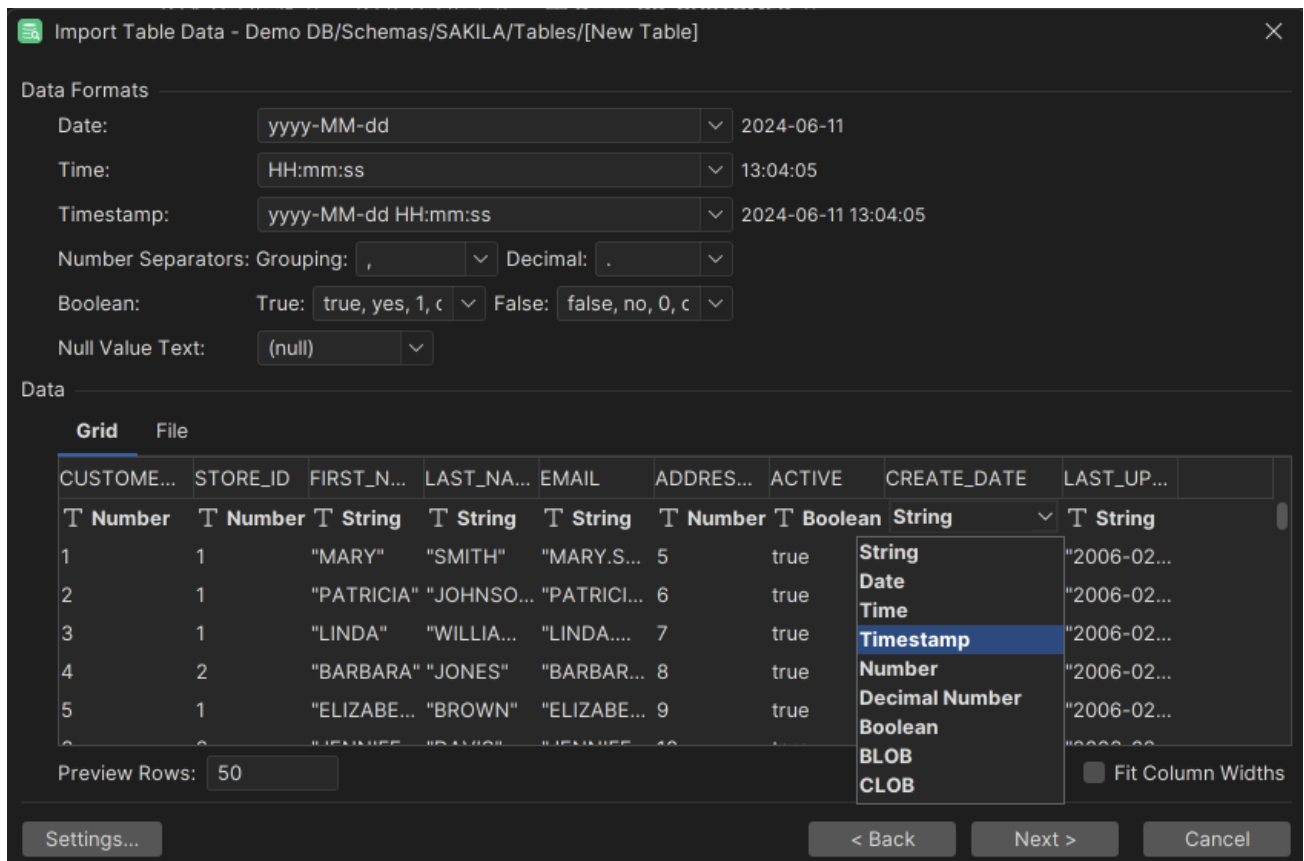 Import Table Data - Demo DB/Schemas/SAKILA/Tables/[New Table]
Data Formats
Date: yyyy-MM-dd 2024-06-11
Time: HH:mm:ss 13:04:05
Timestamp: yyyy-MM-dd HH:mm:ss 2024-06-11 13:04:05
Number Separators: Grouping: , Decimal: .
Boolean: True: true, yes, 1, False: false, no, 0,
Null Value Text: (null)
Data
Grid File
CUSTOME... STORE_ID FIRST_N... LAST_NA... EMAIL ADDRES... ACTIVE CREATE_DATE LAST_UP...
T Number T Number T String T String T String T Number T Boolean String T String
1 1 "MARY" "SMITH" "MARY.S... 5 true "2006-02...
2 1 "PATRICIA" "JOHNSO... "PATRICI... 6 true "2006-02...
3 1 "LINDA" "WILLIA... "LINDA.... 7 true "2006-02...
4 2 "BARBARA" "JONES" "BARBAR... 8 true "2006-02...
5 1 "ELIZABE... "BROWN" "ELIZABE... 9 true "2006-02...
String
Date
Time
Timestamp
Number
Decimal Number
Boolean
BLOB
CLOB
Preview Rows: 50 Fit Column Widths
Settings... < Back Next > Cancel